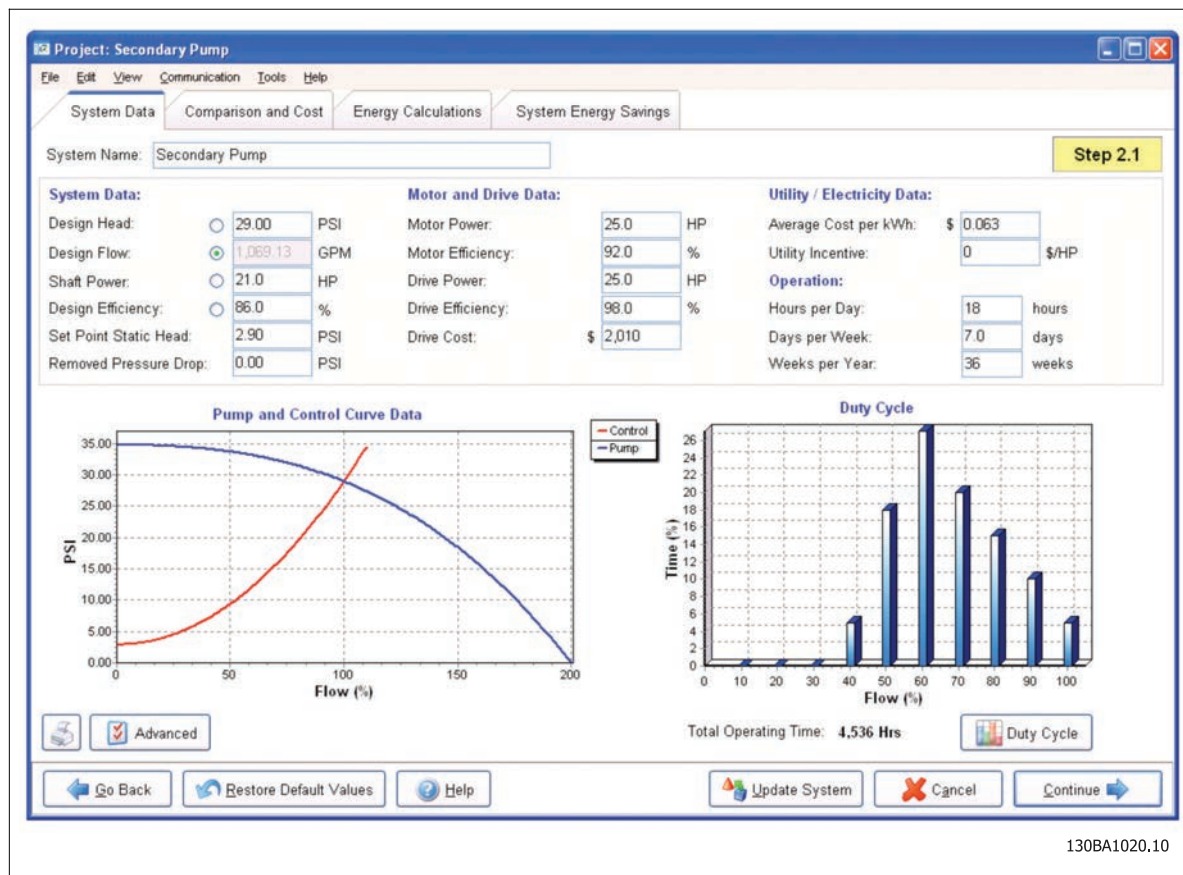 Project: Secondary Pump
File Edit View Communication Tools Help
System Data Comparison and Cost Energy Calculations System Energy Savings
System Name: Secondary Pump
Step 2.1
System Data:
Design Head: 29.00 PSI
Design Flow: 1,069.13 GPM
Shaft Power: 21.0 HP
Design Efficiency: 86.0 %
Set Point Static Head: 2.90 PSI
Removed Pressure Drop: 0.00 PSI
Motor and Drive Data:
Motor Power: 25.0 HP
Motor Efficiency: 92.0 %
Drive Power: 25.0 HP
Drive Efficiency: 98.0 %
Drive Cost: $ 2,010
Utility / Electricity Data:
Average Cost per kWh: $ 0.063
Utility Incentive: 0 $/HP
Operation:
Hours per Day: 18 hours
Days per Week: 7.0 days
Weeks per Year: 36 weeks
Pump and Control Curve Data
Control
Pump
PSI
35.00
30.00
25.00
20.00
15.00
10.00
5.00
0.00
0 50 100 150 200
Flow (%)
Duty Cycle
Time (%)
26
24
22
20
18
16
14
12
10
8
6
4
2
0
0 10 20 30 40 50 60 70 80 90 100
Flow (%)
Advanced
Total Operating Time: 4,536 Hrs
Duty Cycle
Go Back Restore Default Values Help Update System Cancel Continue
130BA1020.10